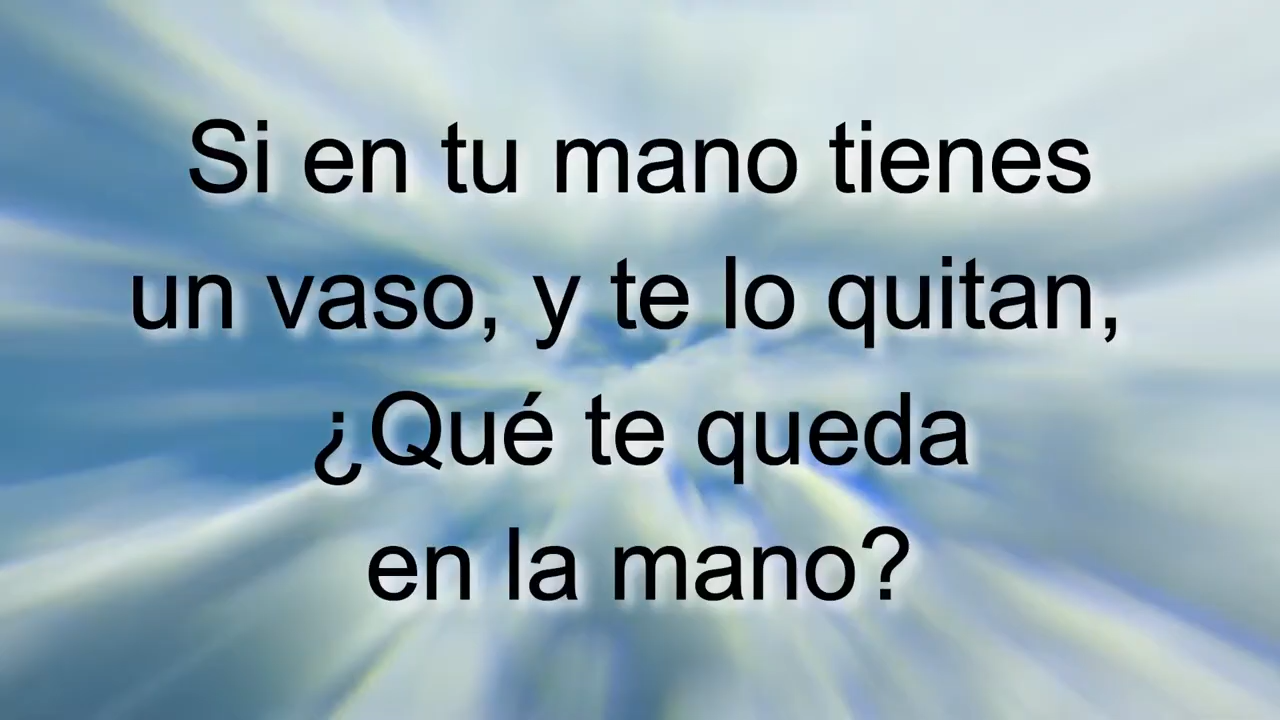 Si en tu mano tienes
un vaso, y te lo quitan,
¿Qué te queda
en la mano?